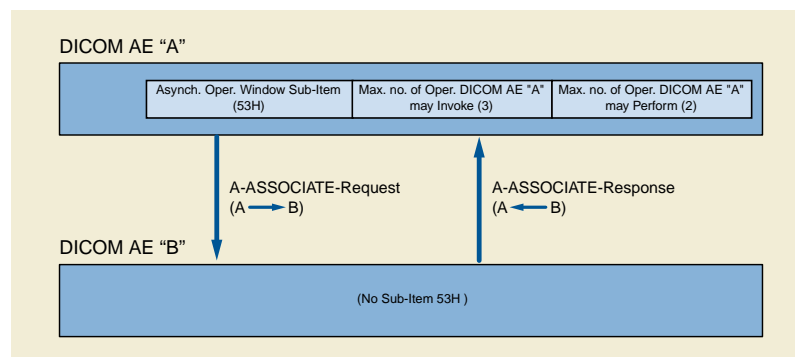 DICOM AE “A”
Asynch. Oper. Window Sub-Item
(53H)
Max. no. of Oper. DICOM AE "A"
may Invoke (3)
Max. no. of Oper. DICOM AE "A"
may Perform (2)
A-ASSOCIATE-Request
(A B)
A-ASSOCIATE-Response
(A B)
DICOM AE “B”
(No Sub-Item 53H )